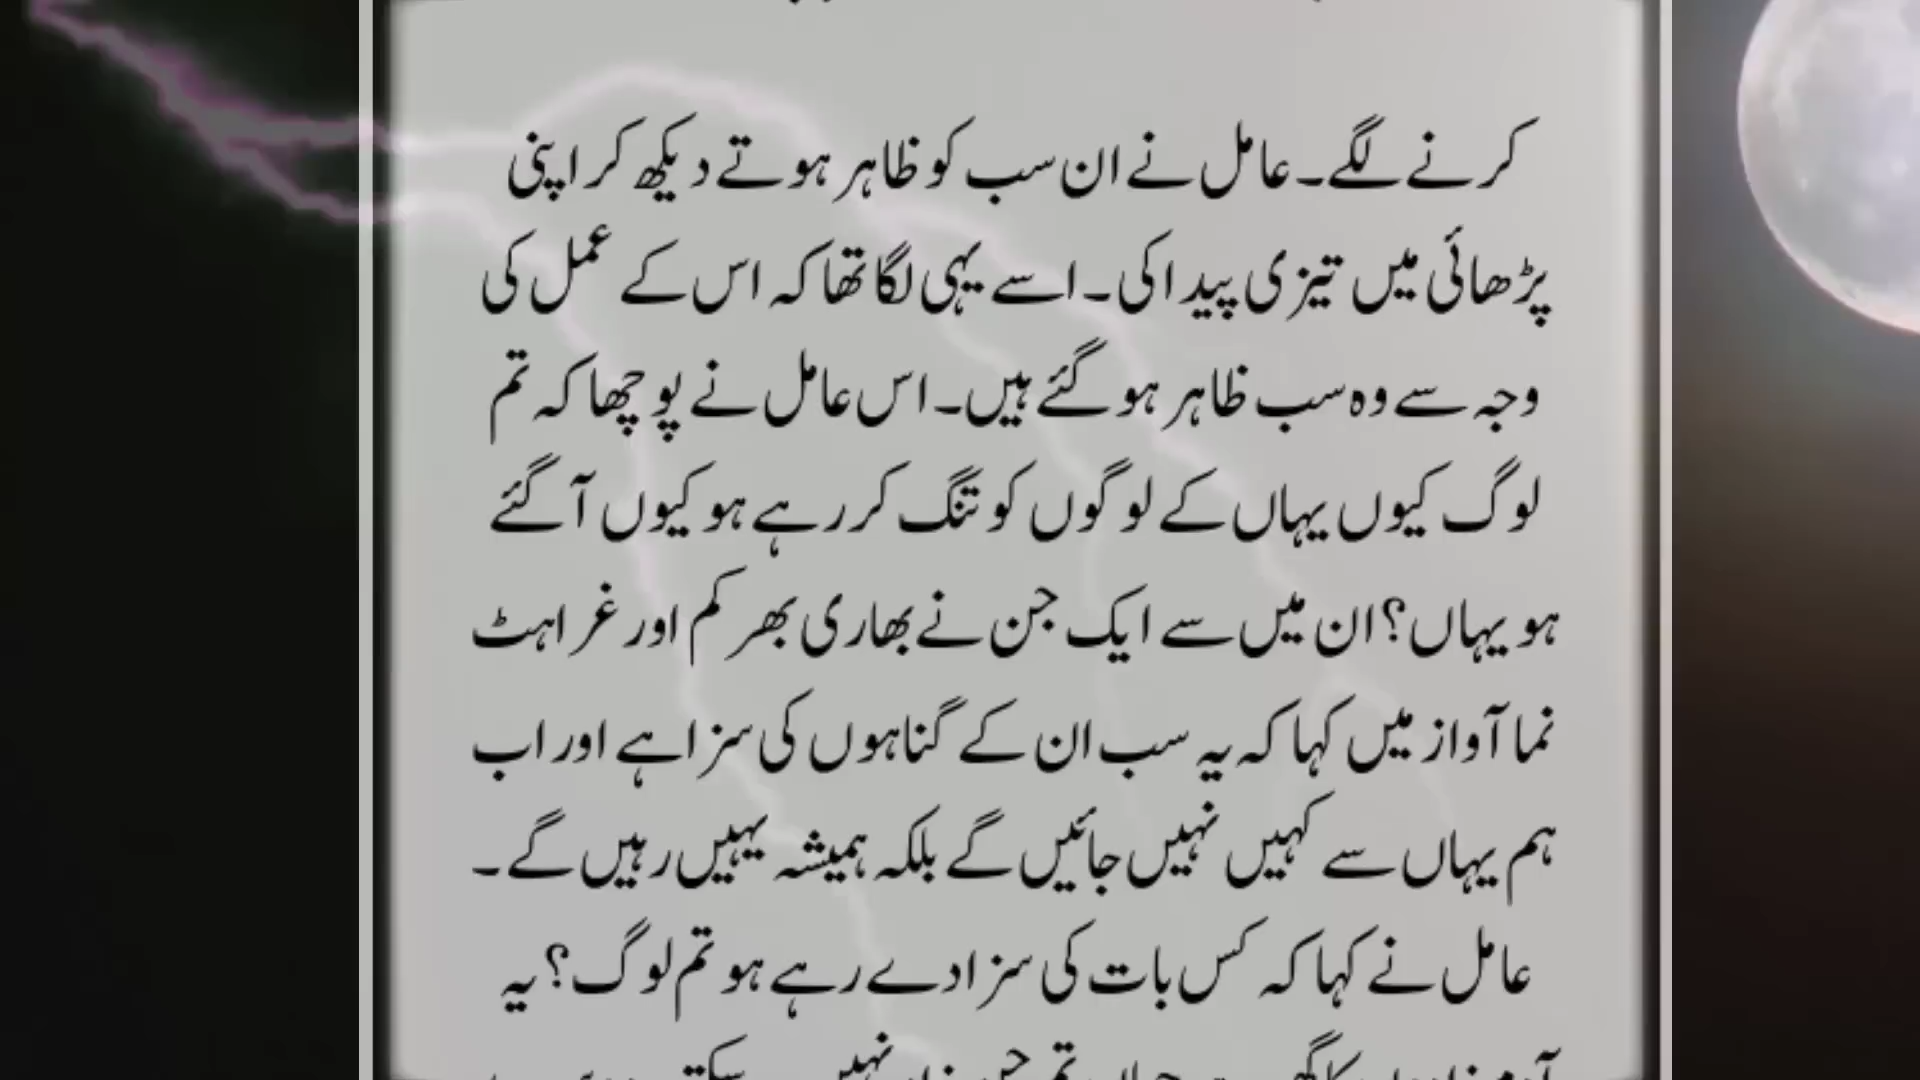 کرنے لگے۔ عامل نے ان سب کو ظاہر ہوتے دیکھ کر اپنی
پڑھائی میں تیزی پیدا کی۔ اسے یہی لگا تھا کہ اس کے عمل کی
وجہ سے وہ سب ظاہر ہو گئے ہیں۔ اس عامل نے پوچھا کہ تم
لوگ کیوں یہاں کے لوگوں کو تنگ کر رہے ہو کیوں آ گئے
ہو یہاں؟ ان میں سے ایک جن نے بھاری بھر کم اور غراہٹ
نما آواز میں کہا کہ یہ سب ان کے گناہوں کی سزا ہے اور اب
ہم یہاں سے کہیں نہیں جائیں گے بلکہ ہمیشہ یہیں رہیں گے۔
عامل نے کہا کہ کس بات کی سزا دے رہے ہو تم لوگ؟ یہ